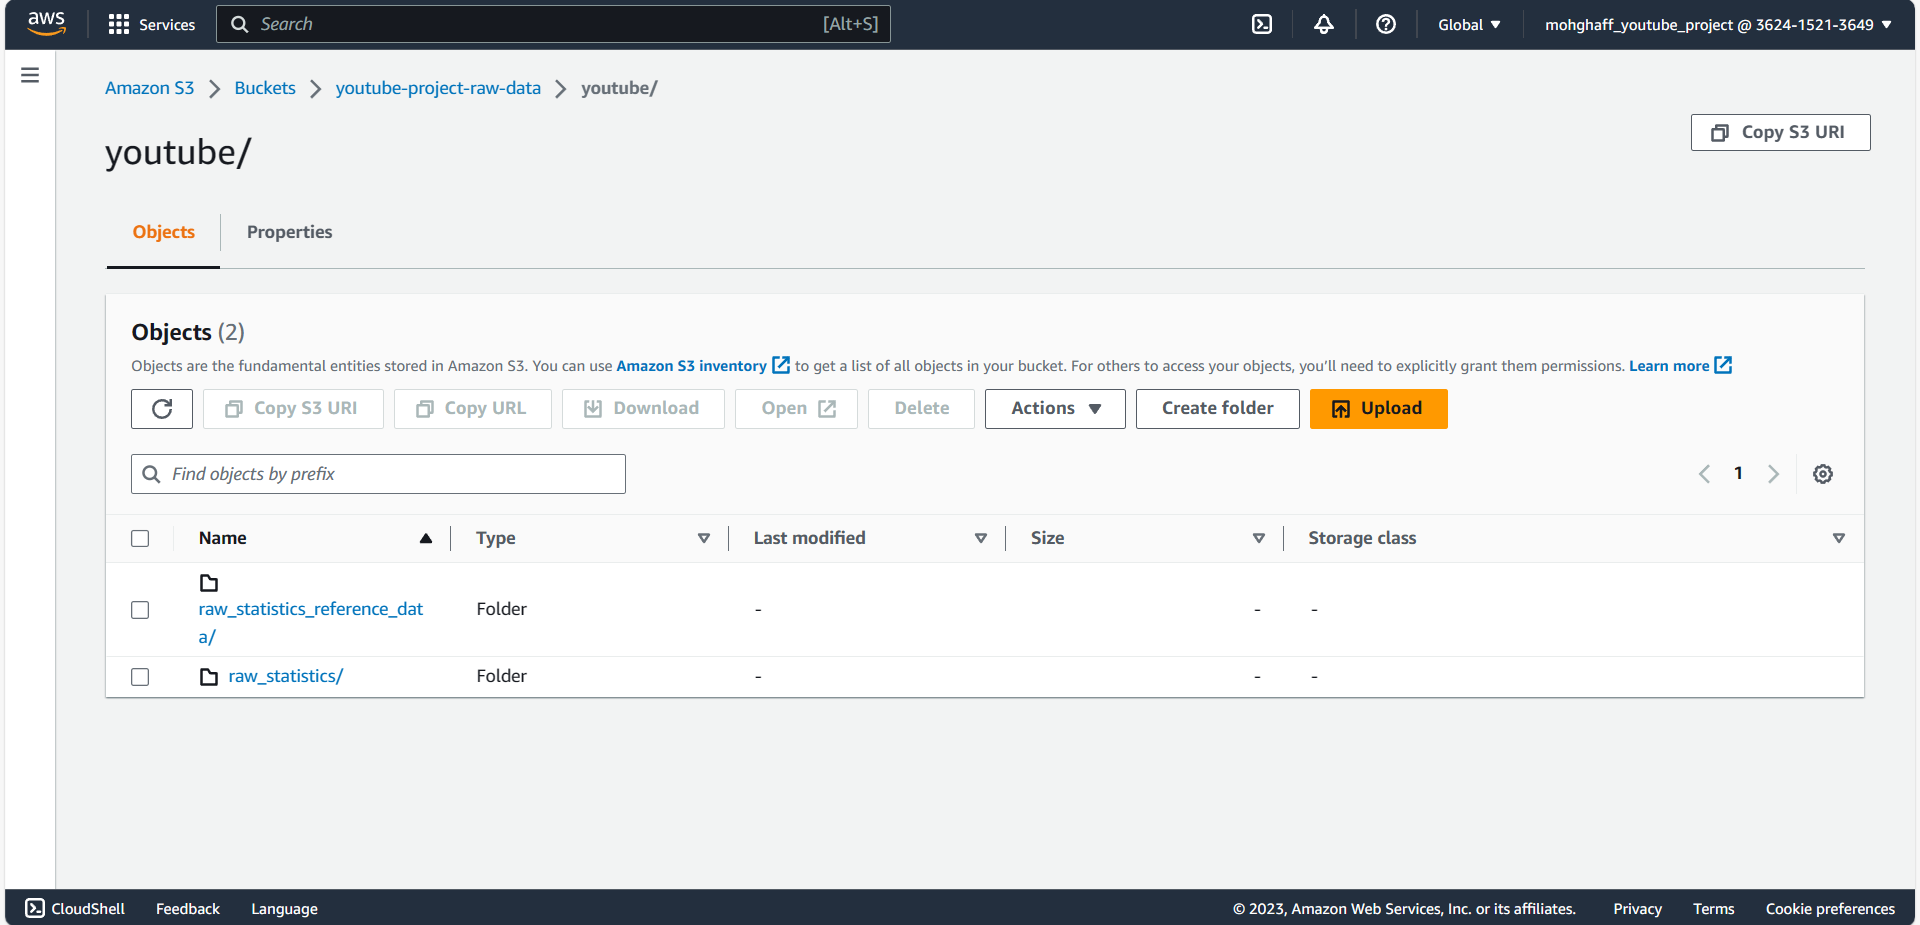 aws Services Search [Alt+S] Global mohghaff_youtube_project @ 3624-1521-3649
Amazon S3 Buckets youtube-project-raw-data youtube/
youtube/
Copy S3 URI
Objects Properties
Objects (2)
Objects are the fundamental entities stored in Amazon S3. You can use Amazon S3 inventory to get a list of all objects in your bucket. For others to access your objects, you'll need to explicitly grant them permissions. Learn more
Copy S3 URI Copy URL Download Open Delete Actions Create folder Upload
Find objects by prefix 1
Name Type Last modified Size Storage class
raw_statistics_reference_dat
a/ Folder - - -
raw_statistics/ Folder - - -
CloudShell Feedback Language © 2023, Amazon Web Services, Inc. or its affiliates. Privacy Terms Cookie preferences